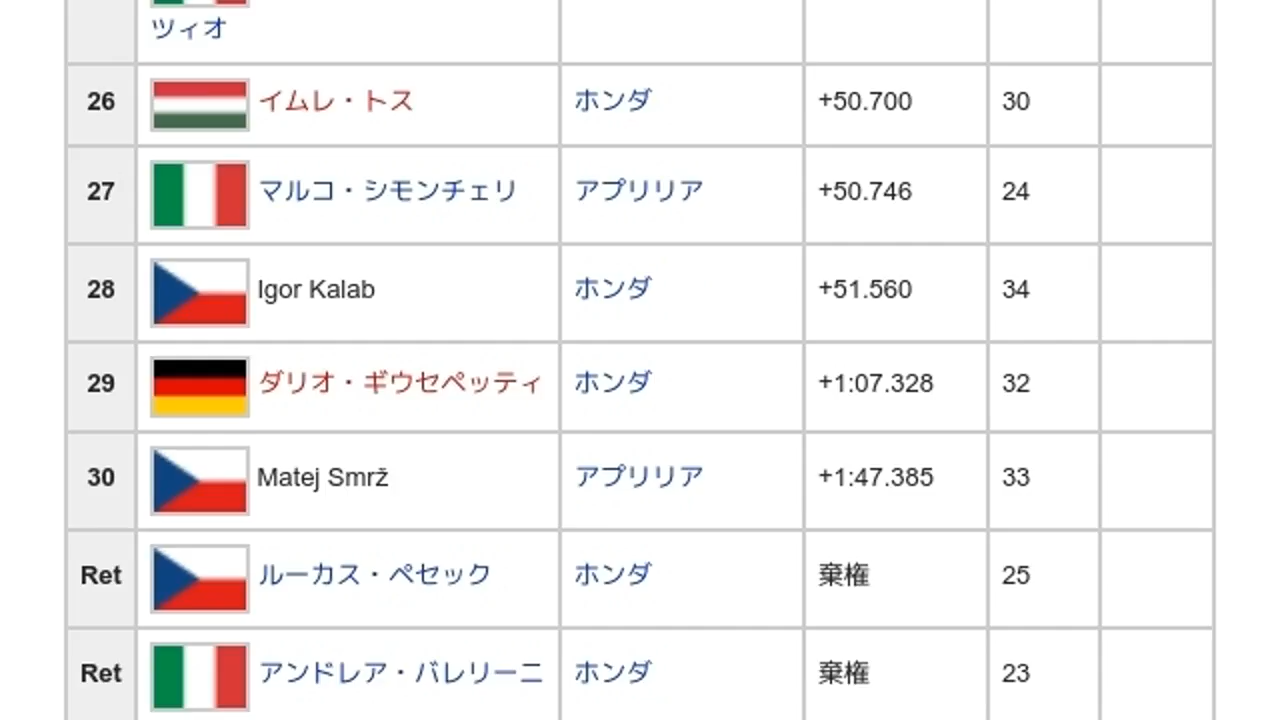 ツィオ
26 イムレ・トス ホンダ +50.700 30
27 マルコ・シモンチェリ アプリリア +50.746 24
28 Igor Kalab ホンダ +51.560 34
29 ダリオ・ギウセペッティ ホンダ +1:07.328 32
30 Matej Smrž アプリリア +1:47.385 33
Ret ルーカス・ペセック ホンダ 棄権 25
Ret アンドレア・バレリーニ ホンダ 棄権 23